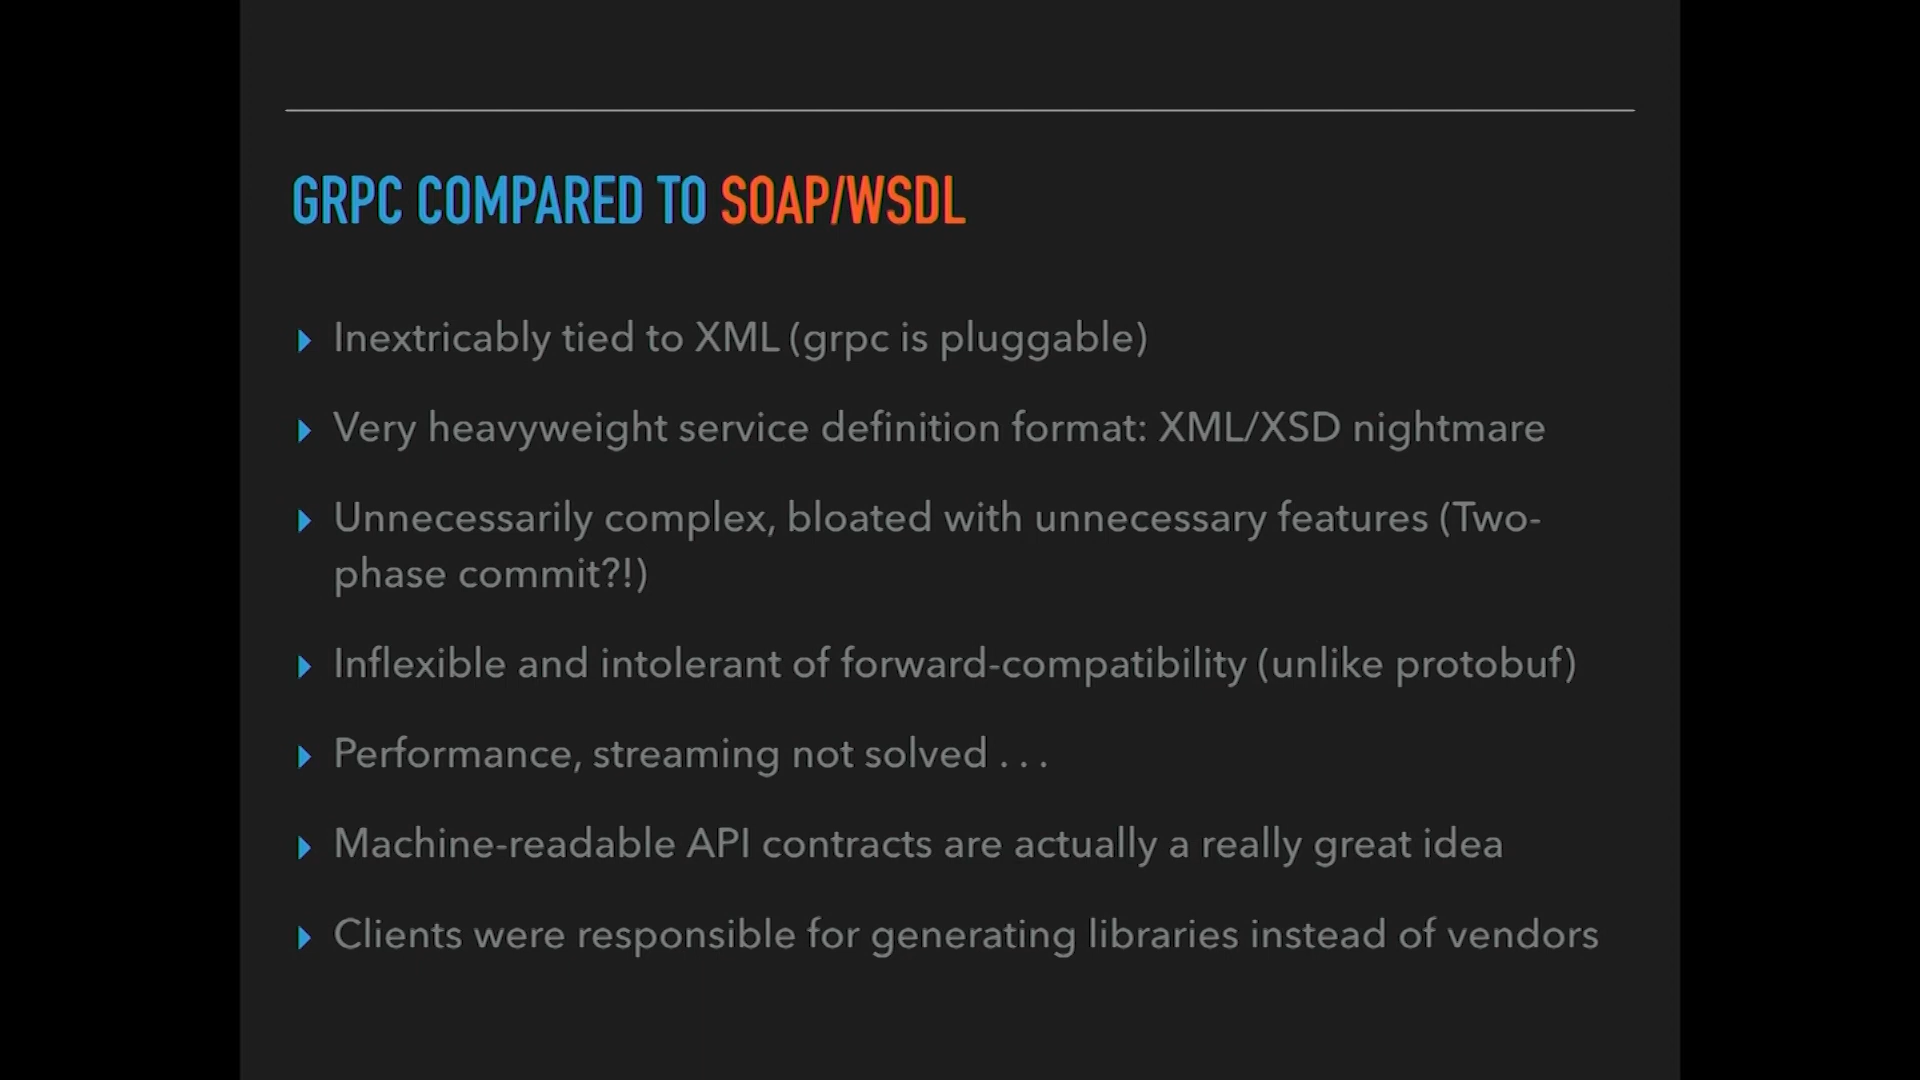 GRPC COMPARED TO SOAP/WSDL
Inextricably tied to XML (grpc is pluggable)
Very heavyweight service definition format: XML/XSD nightmare
Unnecessarily complex, bloated with unnecessary features (Two-
phase commit?!)
Inflexible and intolerant of forward-compatibility (unlike protobuf)
Performance, streaming not solved . . .
Machine-readable API contracts are actually a really great idea
Clients were responsible for generating libraries instead of vendors